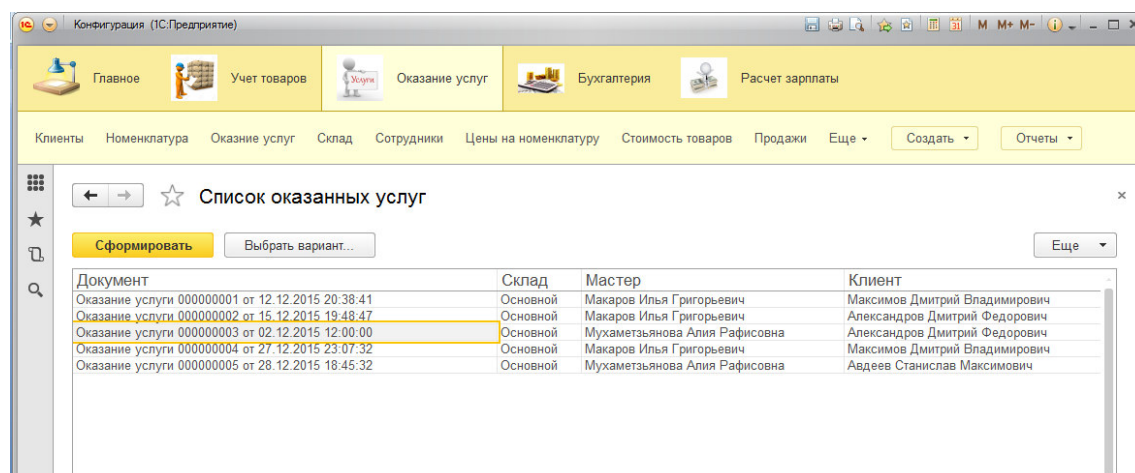 Конфигурация (1С:Предприятие) M M+ M-
Главное Учет товаров Услуги Оказание услуг Бухгалтерия Расчет зарплаты
Клиенты Номенклатура Оказние услуг Склад Сотрудники Цены на номенклатуру Стоимость товаров Продажи Еще Создать Отчеты
Список оказанных услуг
Сформировать Выбрать вариант... Еще
Документ Склад Мастер Клиент
Оказание услуги 000000001 от 12.12.2015 20:38:41 Основной Макаров Илья Григорьевич Максимов Дмитрий Владимирович
Оказание услуги 000000002 от 15.12.2015 19:48:47 Основной Макаров Илья Григорьевич Александров Дмитрий Федорович
Оказание услуги 000000003 от 02.12.2015 12:00:00 Основной Мухаметзьянова Алия Рафисовна Александров Дмитрий Федорович
Оказание услуги 000000004 от 27.12.2015 23:07:32 Основной Макаров Илья Григорьевич Максимов Дмитрий Владимирович
Оказание услуги 000000005 от 28.12.2015 18:45:32 Основной Мухаметзьянова Алия Рафисовна Авдеев Станислав Максимович